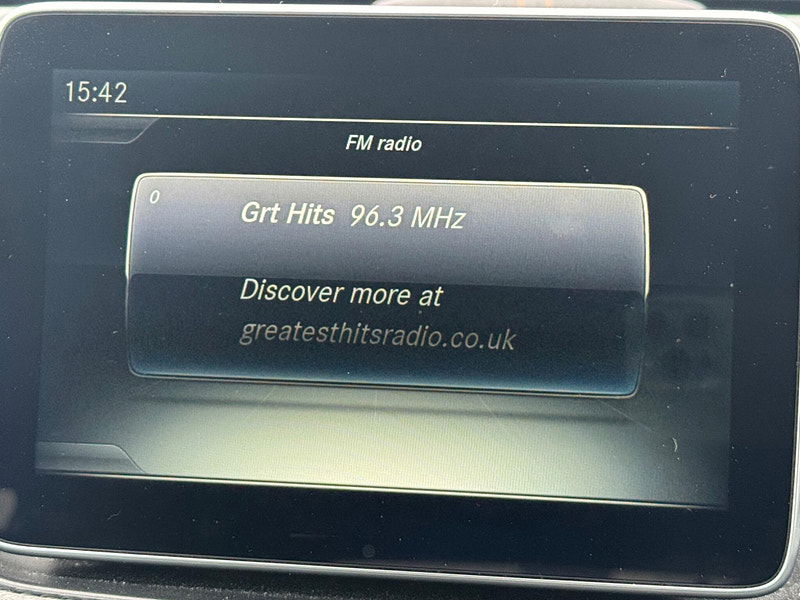 15:42
FM radio
0
Grt Hits 96.3 MHz
Discover more at
greatesthitsradio.co.uk